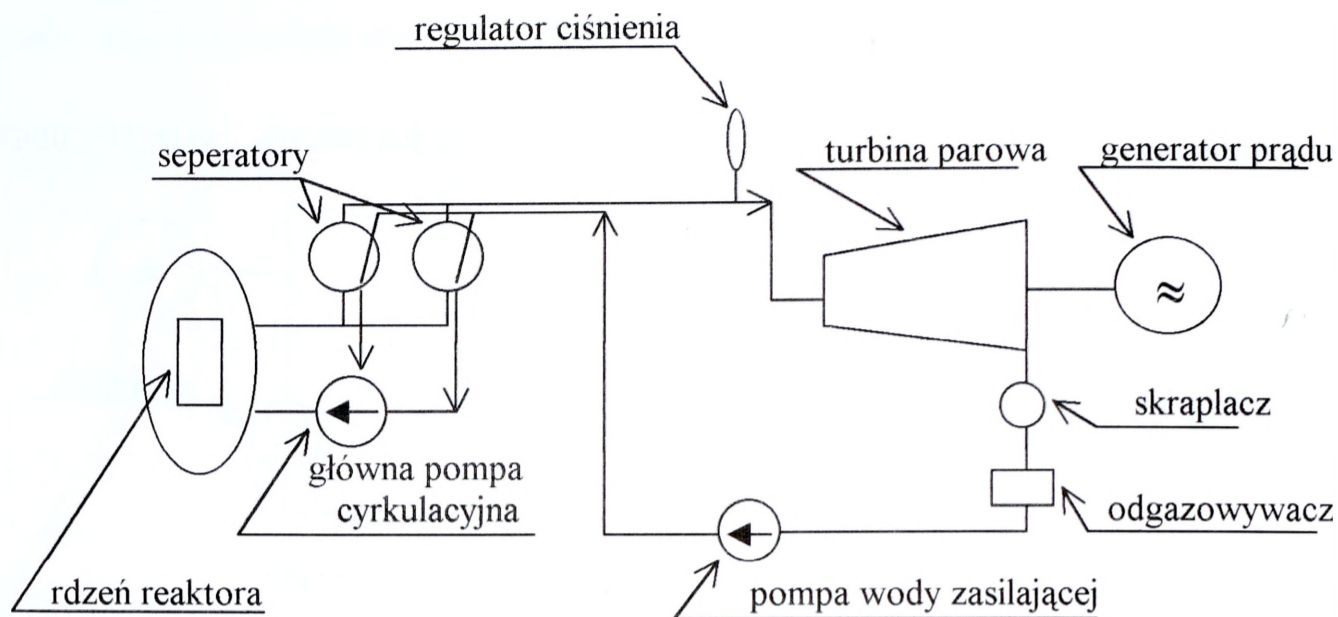 regulator ciśnienia
seperatory
turbina parowa
generator prądu
≈
skraplacz
główna pompa
cyrkulacyjna
odgazowywacz
rdzeń reaktora
pompa wody zasilającej